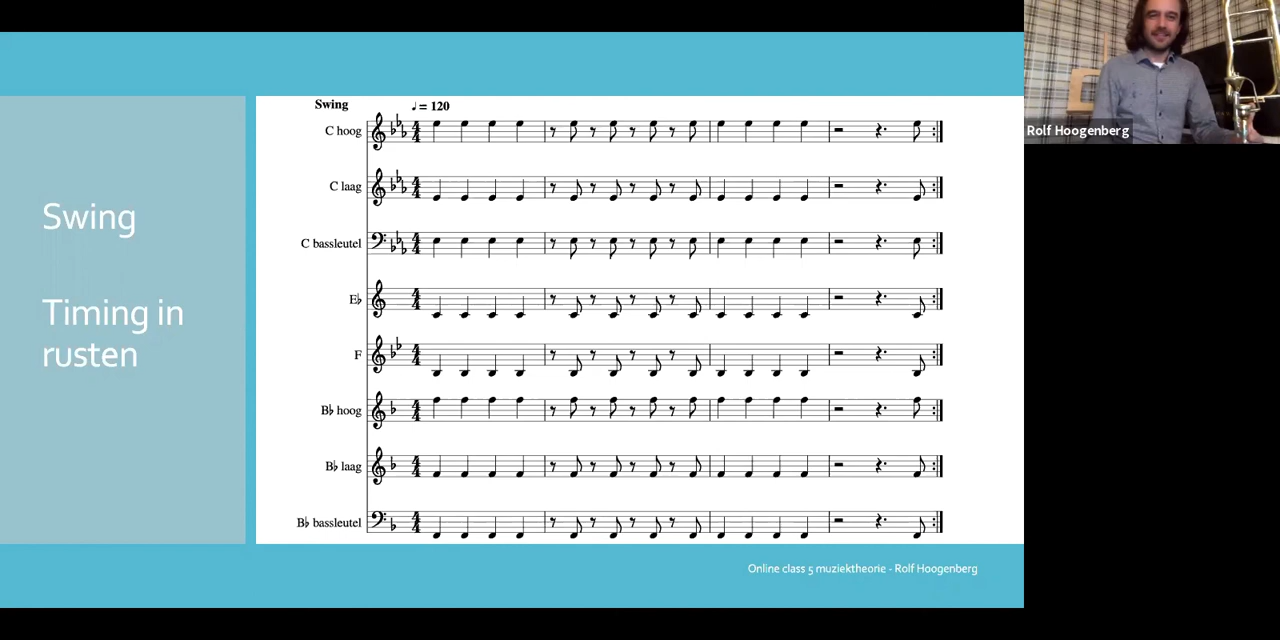 Swing
Timing in
rusten
Swing
♩ = 120
C hoog
C laag
C bassleutel
E♭
F
B♭ hoog
B♭ laag
B♭ bassleutel
Online class 5 muziektheorie - Rolf Hoogenberg
Rolf Hoogenberg